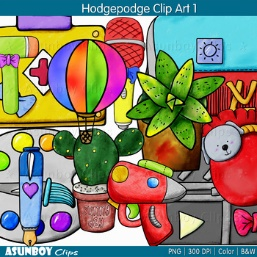 Hodgepodge Clip Art 1
ASUNBOY Clips
PNG | 300 DPI | Color | B&W